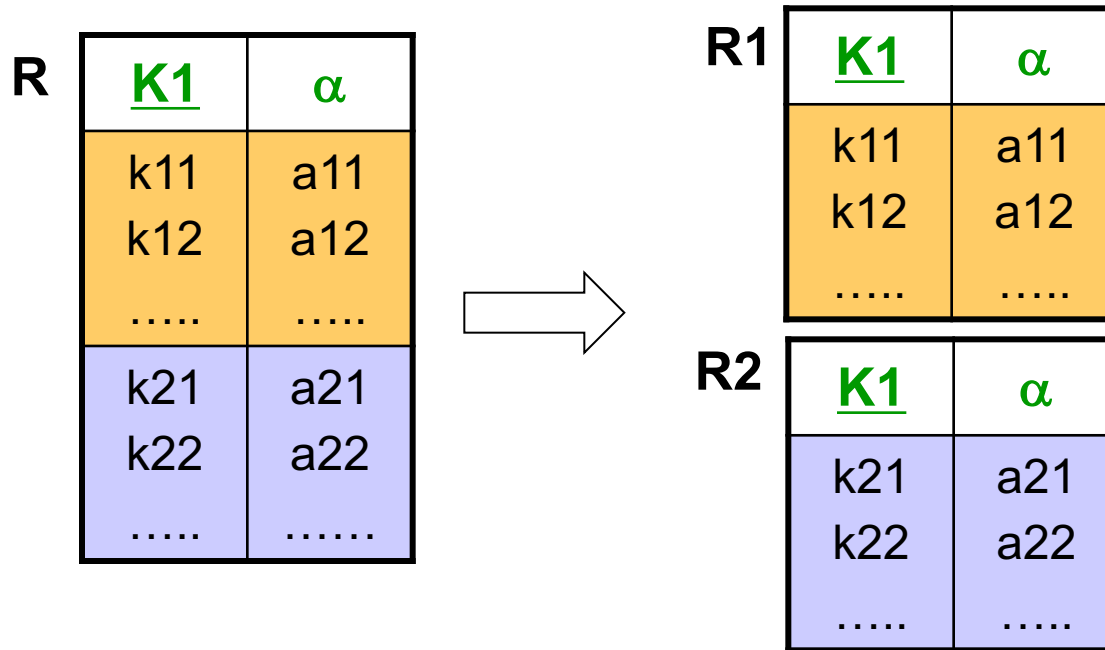 R
K1 α
k11 a11
k12 a12
….. …..
k21 a21
k22 a22
….. ……
R1
K1 α
k11 a11
k12 a12
….. …..
R2
K1 α
k21 a21
k22 a22
….. …..